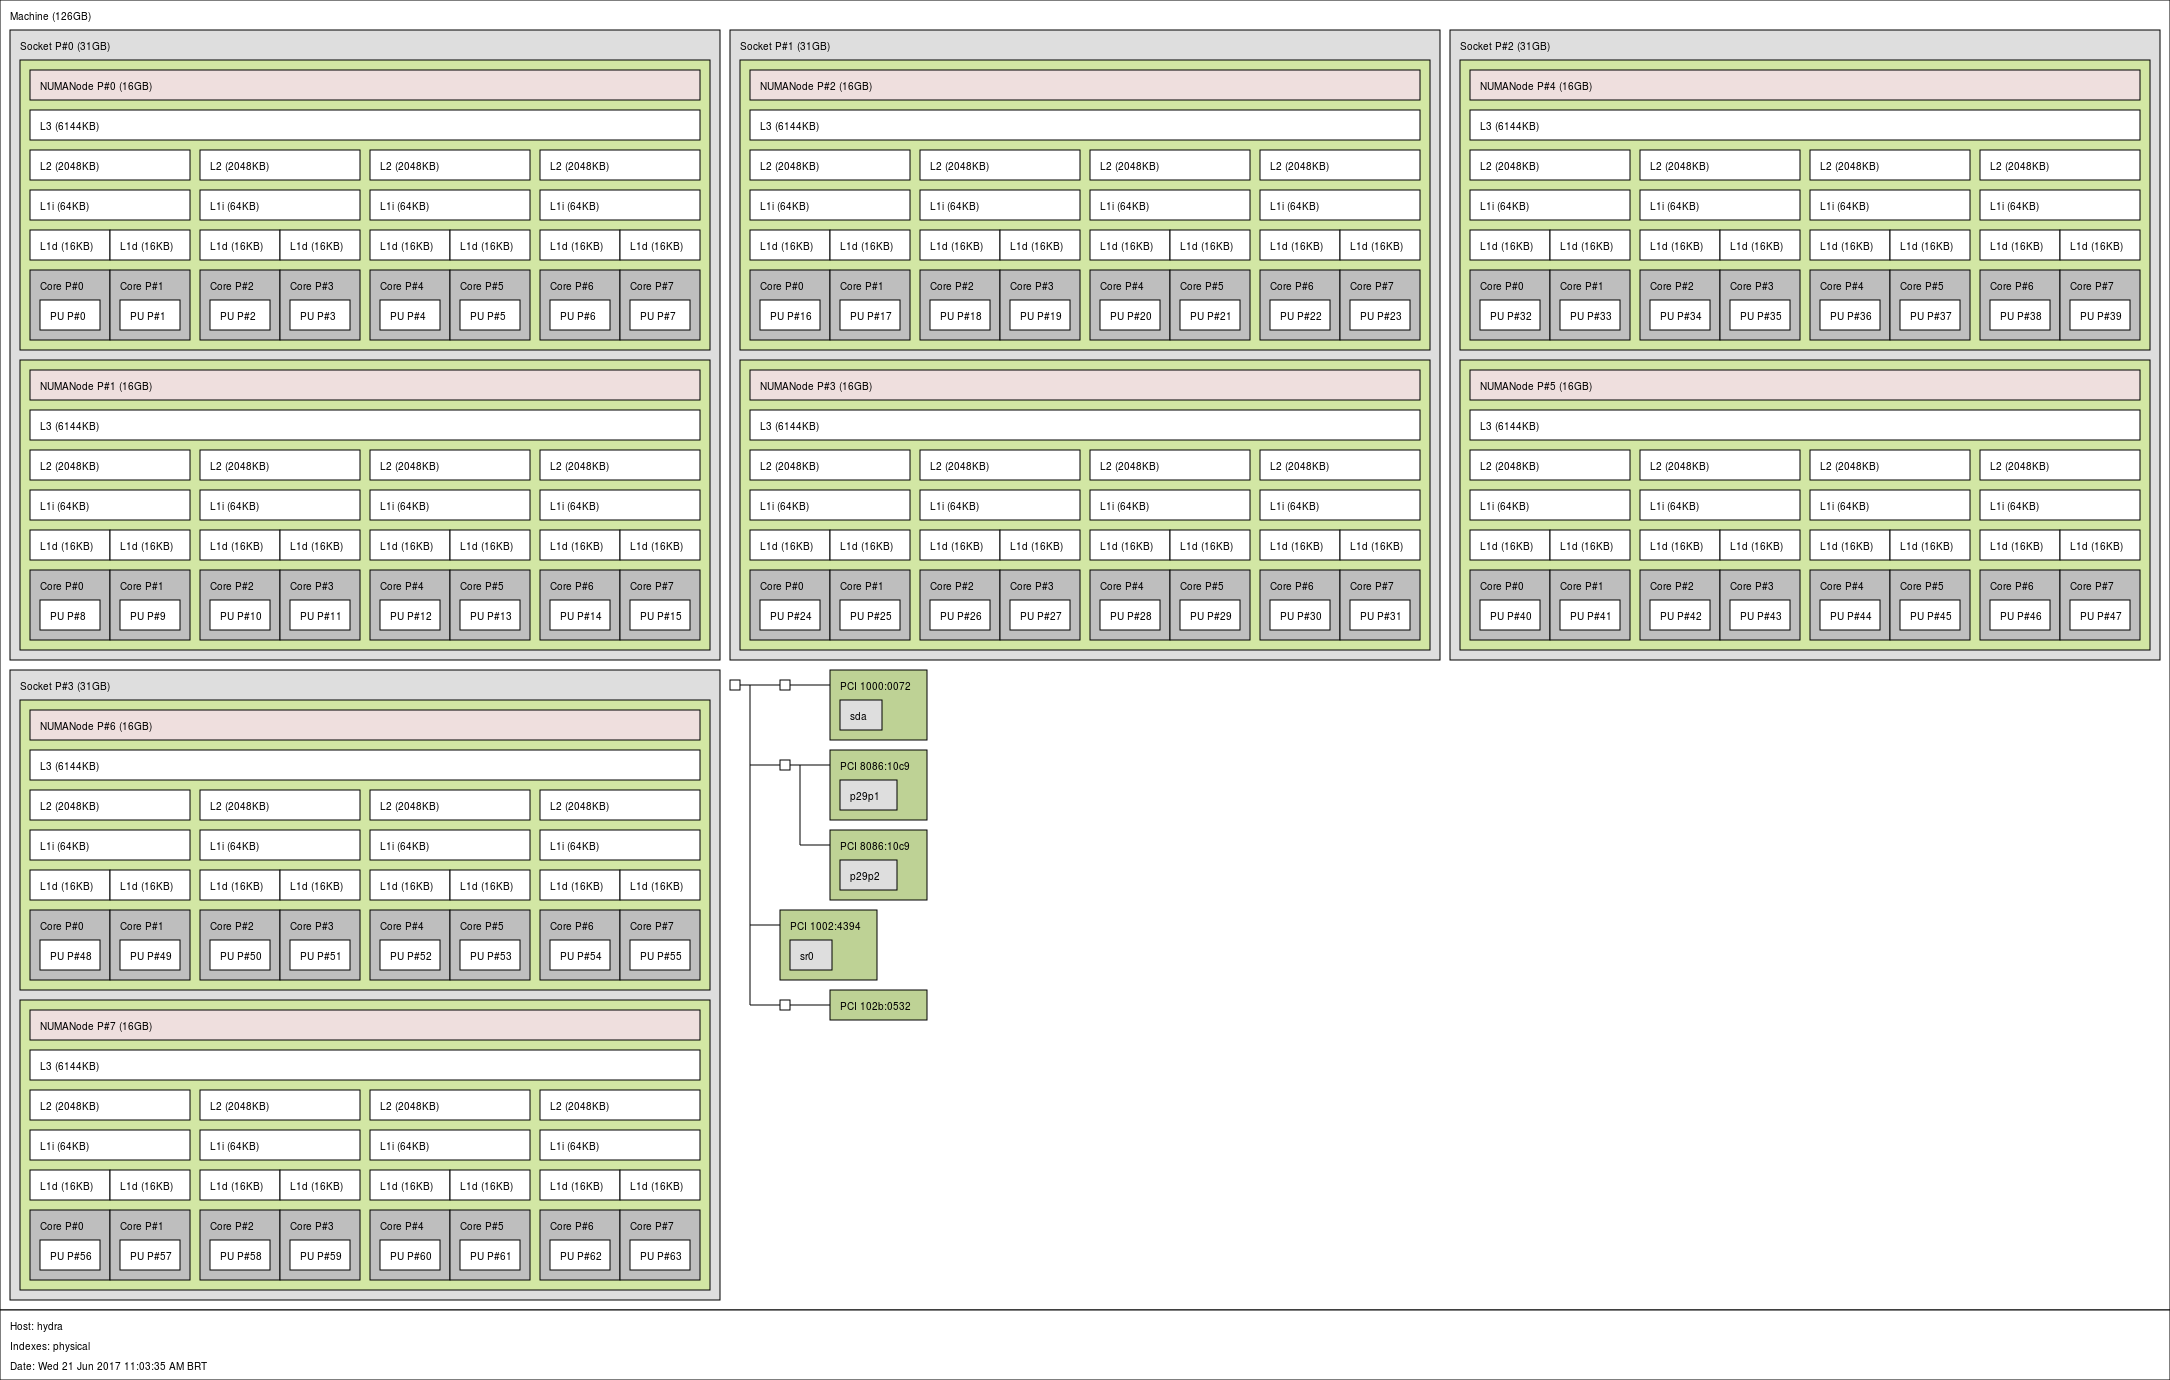 Machine (126GB)
Socket P#0 (31GB)
NUMANode P#0 (16GB)
L3 (6144KB)
L2 (2048KB) L2 (2048KB) L2 (2048KB) L2 (2048KB)
L1i (64KB) L1i (64KB) L1i (64KB) L1i (64KB)
L1d (16KB) L1d (16KB) L1d (16KB) L1d (16KB) L1d (16KB) L1d (16KB) L1d (16KB) L1d (16KB)
Core P#0 Core P#1 Core P#2 Core P#3 Core P#4 Core P#5 Core P#6 Core P#7
PU P#0 PU P#1 PU P#2 PU P#3 PU P#4 PU P#5 PU P#6 PU P#7
NUMANode P#1 (16GB)
L3 (6144KB)
L2 (2048KB) L2 (2048KB) L2 (2048KB) L2 (2048KB)
L1i (64KB) L1i (64KB) L1i (64KB) L1i (64KB)
L1d (16KB) L1d (16KB) L1d (16KB) L1d (16KB) L1d (16KB) L1d (16KB) L1d (16KB) L1d (16KB)
Core P#0 Core P#1 Core P#2 Core P#3 Core P#4 Core P#5 Core P#6 Core P#7
PU P#8 PU P#9 PU P#10 PU P#11 PU P#12 PU P#13 PU P#14 PU P#15
Socket P#1 (31GB)
NUMANode P#2 (16GB)
L3 (6144KB)
L2 (2048KB) L2 (2048KB) L2 (2048KB) L2 (2048KB)
L1i (64KB) L1i (64KB) L1i (64KB) L1i (64KB)
L1d (16KB) L1d (16KB) L1d (16KB) L1d (16KB) L1d (16KB) L1d (16KB) L1d (16KB) L1d (16KB)
Core P#0 Core P#1 Core P#2 Core P#3 Core P#4 Core P#5 Core P#6 Core P#7
PU P#16 PU P#17 PU P#18 PU P#19 PU P#20 PU P#21 PU P#22 PU P#23
NUMANode P#3 (16GB)
L3 (6144KB)
L2 (2048KB) L2 (2048KB) L2 (2048KB) L2 (2048KB)
L1i (64KB) L1i (64KB) L1i (64KB) L1i (64KB)
L1d (16KB) L1d (16KB) L1d (16KB) L1d (16KB) L1d (16KB) L1d (16KB) L1d (16KB) L1d (16KB)
Core P#0 Core P#1 Core P#2 Core P#3 Core P#4 Core P#5 Core P#6 Core P#7
PU P#24 PU P#25 PU P#26 PU P#27 PU P#28 PU P#29 PU P#30 PU P#31
Socket P#2 (31GB)
NUMANode P#4 (16GB)
L3 (6144KB)
L2 (2048KB) L2 (2048KB) L2 (2048KB) L2 (2048KB)
L1i (64KB) L1i (64KB) L1i (64KB) L1i (64KB)
L1d (16KB) L1d (16KB) L1d (16KB) L1d (16KB) L1d (16KB) L1d (16KB) L1d (16KB) L1d (16KB)
Core P#0 Core P#1 Core P#2 Core P#3 Core P#4 Core P#5 Core P#6 Core P#7
PU P#32 PU P#33 PU P#34 PU P#35 PU P#36 PU P#37 PU P#38 PU P#39
NUMANode P#5 (16GB)
L3 (6144KB)
L2 (2048KB) L2 (2048KB) L2 (2048KB) L2 (2048KB)
L1i (64KB) L1i (64KB) L1i (64KB) L1i (64KB)
L1d (16KB) L1d (16KB) L1d (16KB) L1d (16KB) L1d (16KB) L1d (16KB) L1d (16KB) L1d (16KB)
Core P#0 Core P#1 Core P#2 Core P#3 Core P#4 Core P#5 Core P#6 Core P#7
PU P#40 PU P#41 PU P#42 PU P#43 PU P#44 PU P#45 PU P#46 PU P#47
Socket P#3 (31GB)
NUMANode P#6 (16GB)
L3 (6144KB)
L2 (2048KB) L2 (2048KB) L2 (2048KB) L2 (2048KB)
L1i (64KB) L1i (64KB) L1i (64KB) L1i (64KB)
L1d (16KB) L1d (16KB) L1d (16KB) L1d (16KB) L1d (16KB) L1d (16KB) L1d (16KB) L1d (16KB)
Core P#0 Core P#1 Core P#2 Core P#3 Core P#4 Core P#5 Core P#6 Core P#7
PU P#48 PU P#49 PU P#50 PU P#51 PU P#52 PU P#53 PU P#54 PU P#55
NUMANode P#7 (16GB)
L3 (6144KB)
L2 (2048KB) L2 (2048KB) L2 (2048KB) L2 (2048KB)
L1i (64KB) L1i (64KB) L1i (64KB) L1i (64KB)
L1d (16KB) L1d (16KB) L1d (16KB) L1d (16KB) L1d (16KB) L1d (16KB) L1d (16KB) L1d (16KB)
Core P#0 Core P#1 Core P#2 Core P#3 Core P#4 Core P#5 Core P#6 Core P#7
PU P#56 PU P#57 PU P#58 PU P#59 PU P#60 PU P#61 PU P#62 PU P#63
PCI 1000:0072
sda
PCI 8086:10c9
p29p1
PCI 8086:10c9
p29p2
PCI 1002:4394
sr0
PCI 102b:0532
Host: hydra
Indexes: physical
Date: Wed 21 Jun 2017 11:03:35 AM BRT